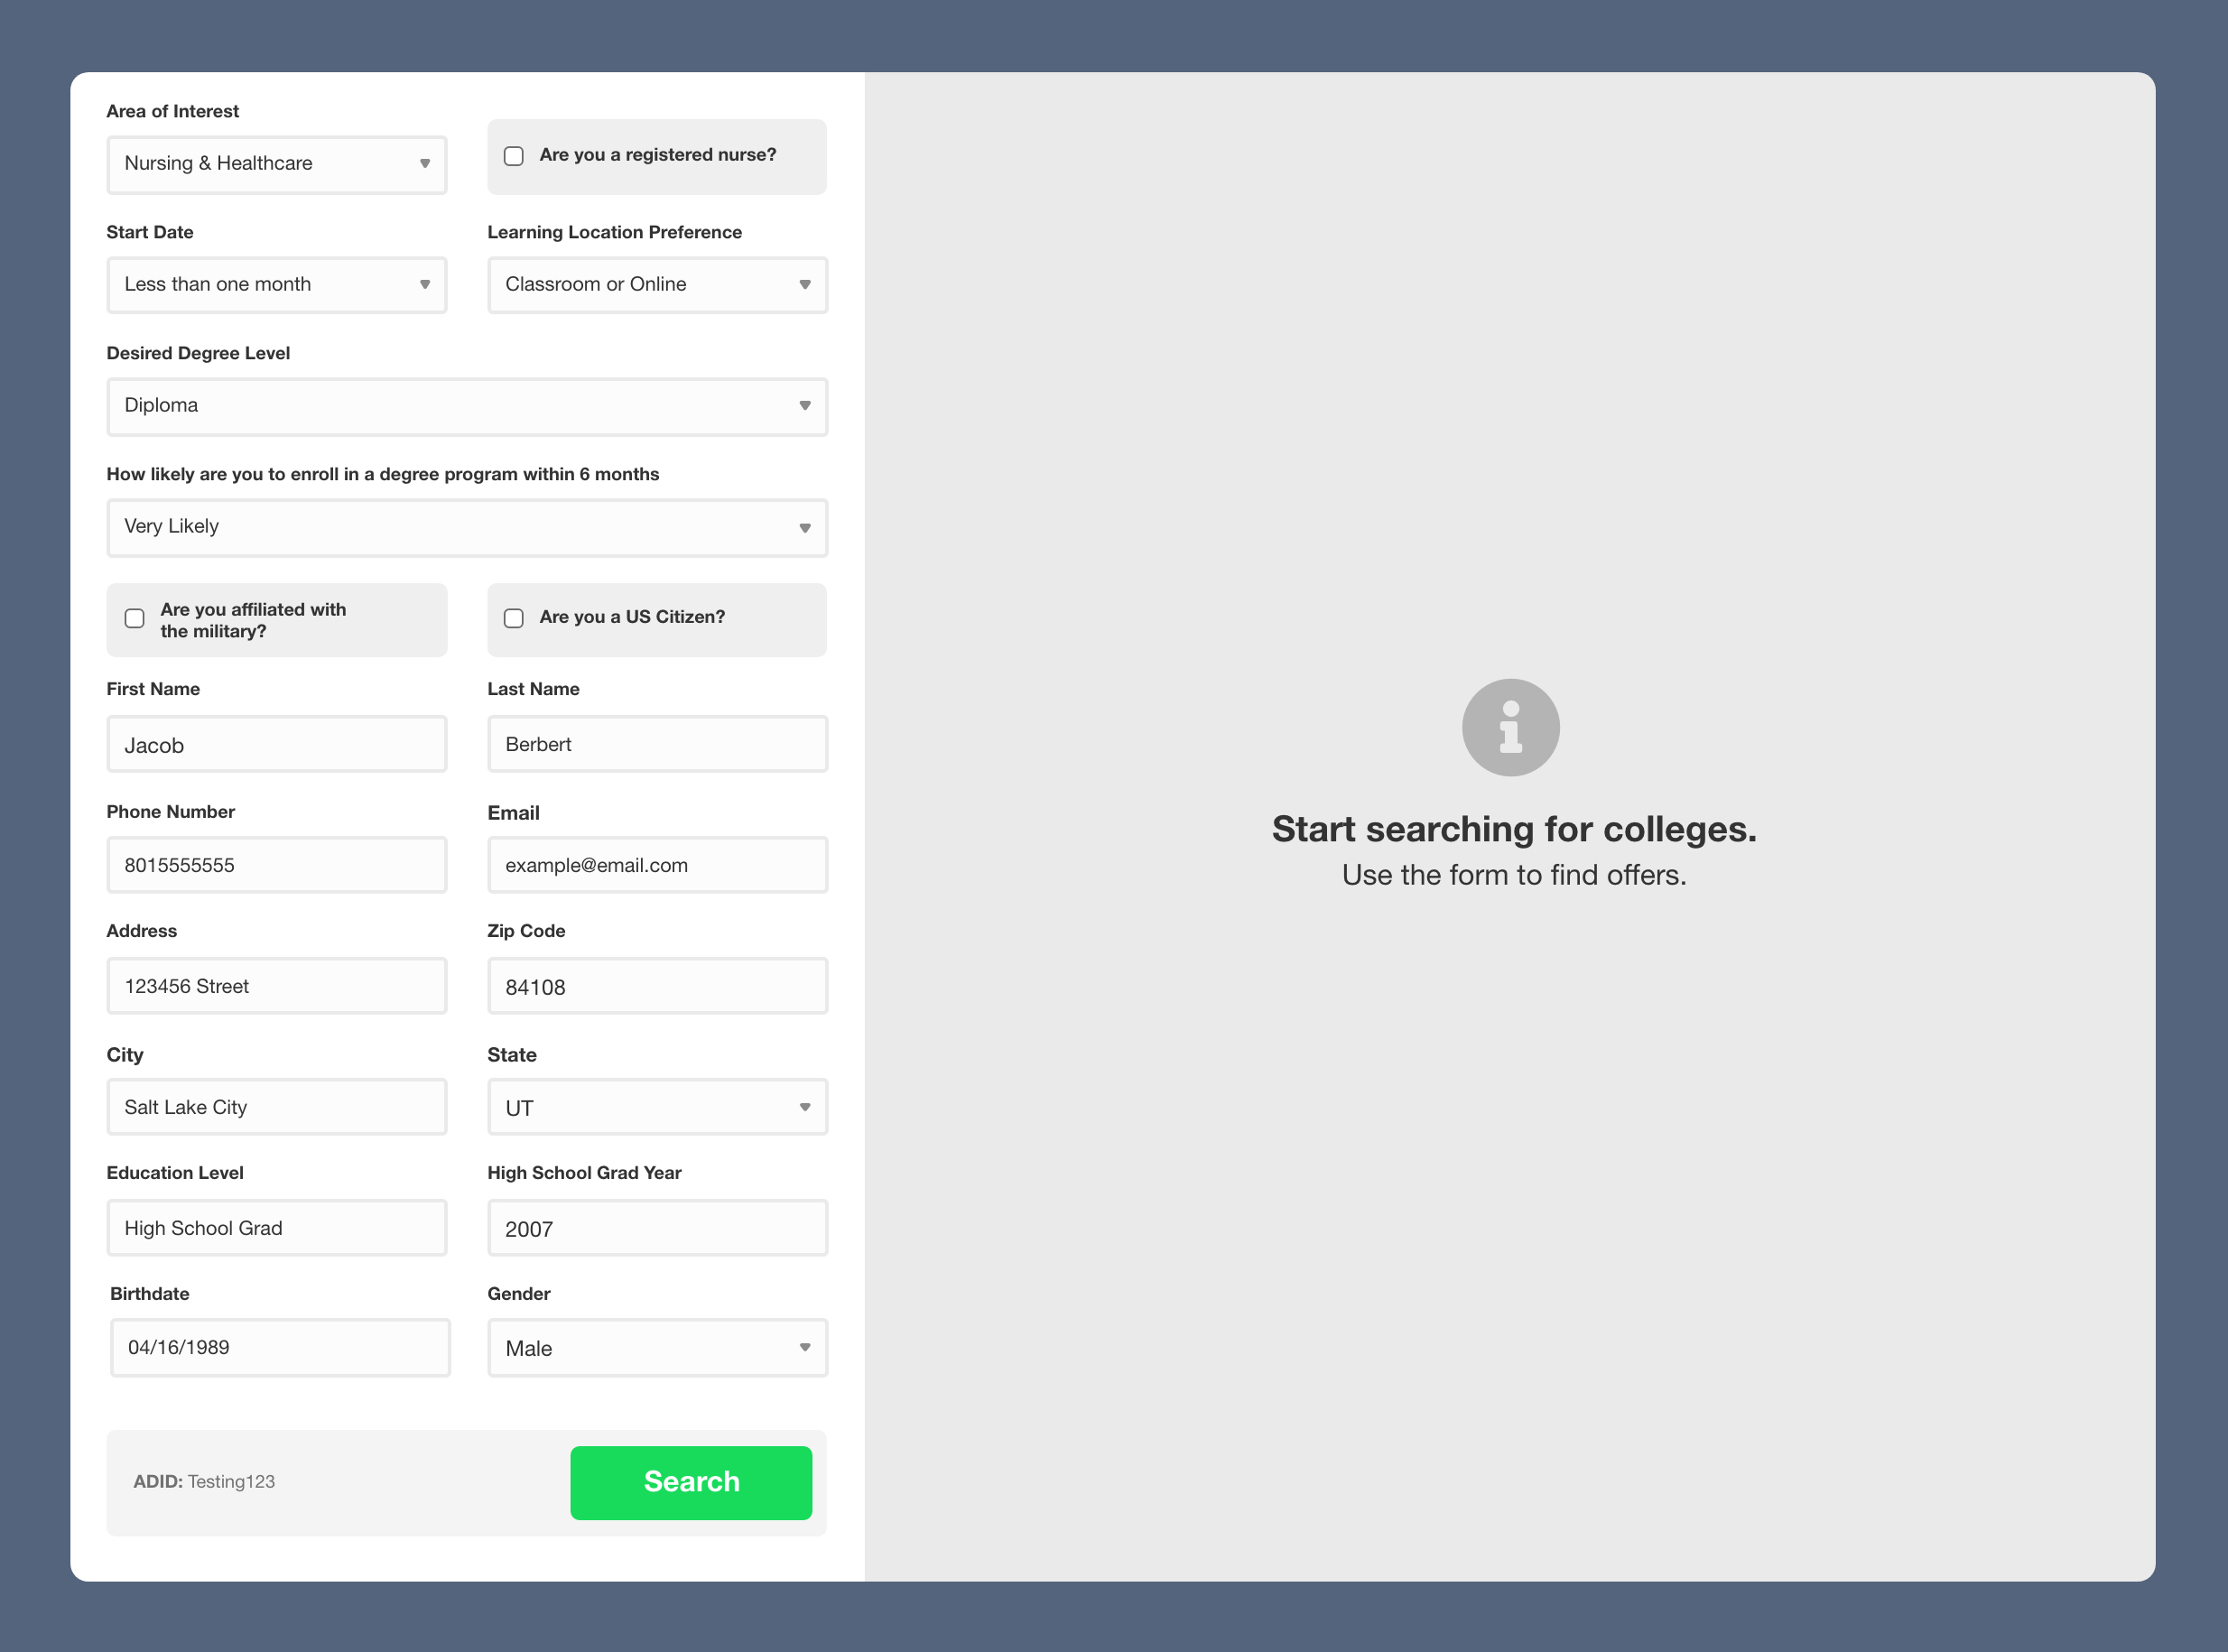 Area of Interest
Nursing & Healthcare
Are you a registered nurse?
Start Date
Learning Location Preference
Less than one month
Classroom or Online
Desired Degree Level
Diploma
How likely are you to enroll in a degree program within 6 months
Very Likely
Are you affiliated with
the military?
Are you a US Citizen?
First Name
Last Name
Jacob
Berbert
Phone Number
Email
8015555555
example@email.com
Address
Zip Code
123456 Street
84108
City
State
Salt Lake City
UT
Education Level
High School Grad Year
High School Grad
2007
Birthdate
Gender
04/16/1989
Male
ADID: Testing123
Search
Start searching for colleges.
Use the form to find offers.